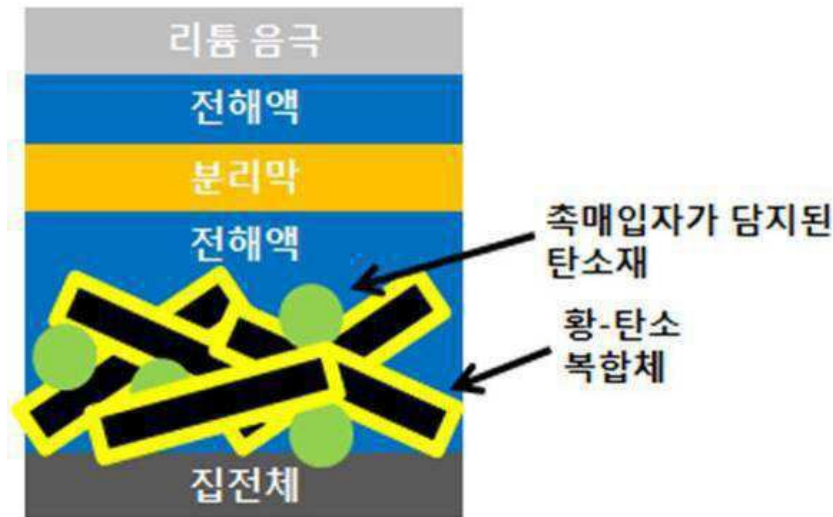 리튬 음극
전해액
분리막
전해액
촉매입자가 담지된
탄소재
황-탄소
복합체
집전체